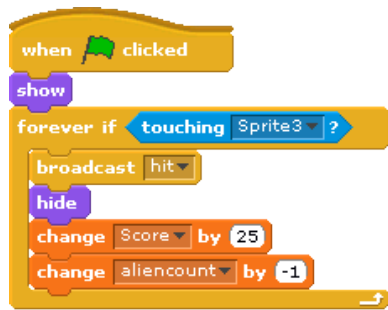 when clicked
show
forever if touching Sprite3 ?
broadcast hit
hide
change Score by 25
change aliencount by -1